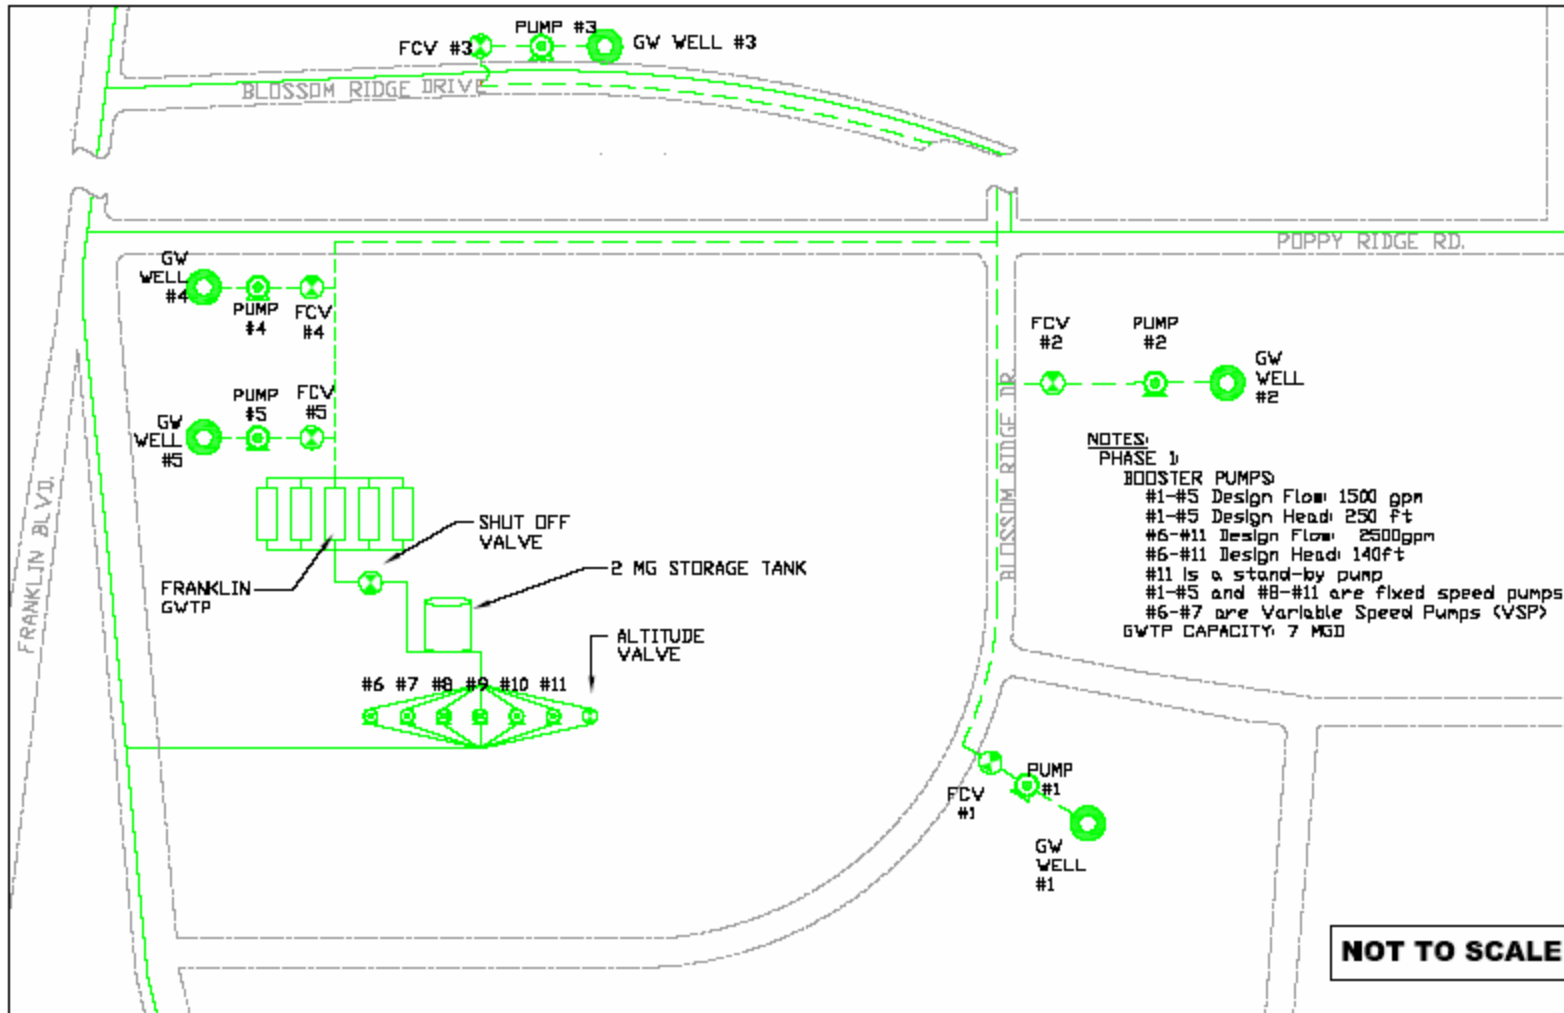 PUMP #3
FCV #3
GW WELL #3
BLOSSOM RIDGE DRIVE
POPPY RIDGE RD.
GW
WELL
#4
PUMP
#4
FCV
#4
FCV
#2
PUMP
#2
GW
WELL
#2
PUMP
#5
FCV
#5
GW
WELL
#5
BLOSSOM RIDGE DR.
FRANKLIN BLVD.
NOTES:
PHASE 1:
BOOSTER PUMPS:
#1-#5 Design Flow: 1500 gpm
#1-#5 Design Head: 250 ft
#6-#11 Design Flow: 2500gpm
#6-#11 Design Head: 140ft
#11 is a stand-by pump
#1-#5 and #8-#11 are fixed speed pumps
#6-#7 are Variable Speed Pumps (VSP)
GWTP CAPACITY: 7 MGD
SHUT OFF
VALVE
2 MG STORAGE TANK
FRANKLIN
GWTP
ALTITUDE
VALVE
#6 #7 #8 #9 #10 #11
PUMP
#1
FCV
#1
GW
WELL
#1
NOT TO SCALE